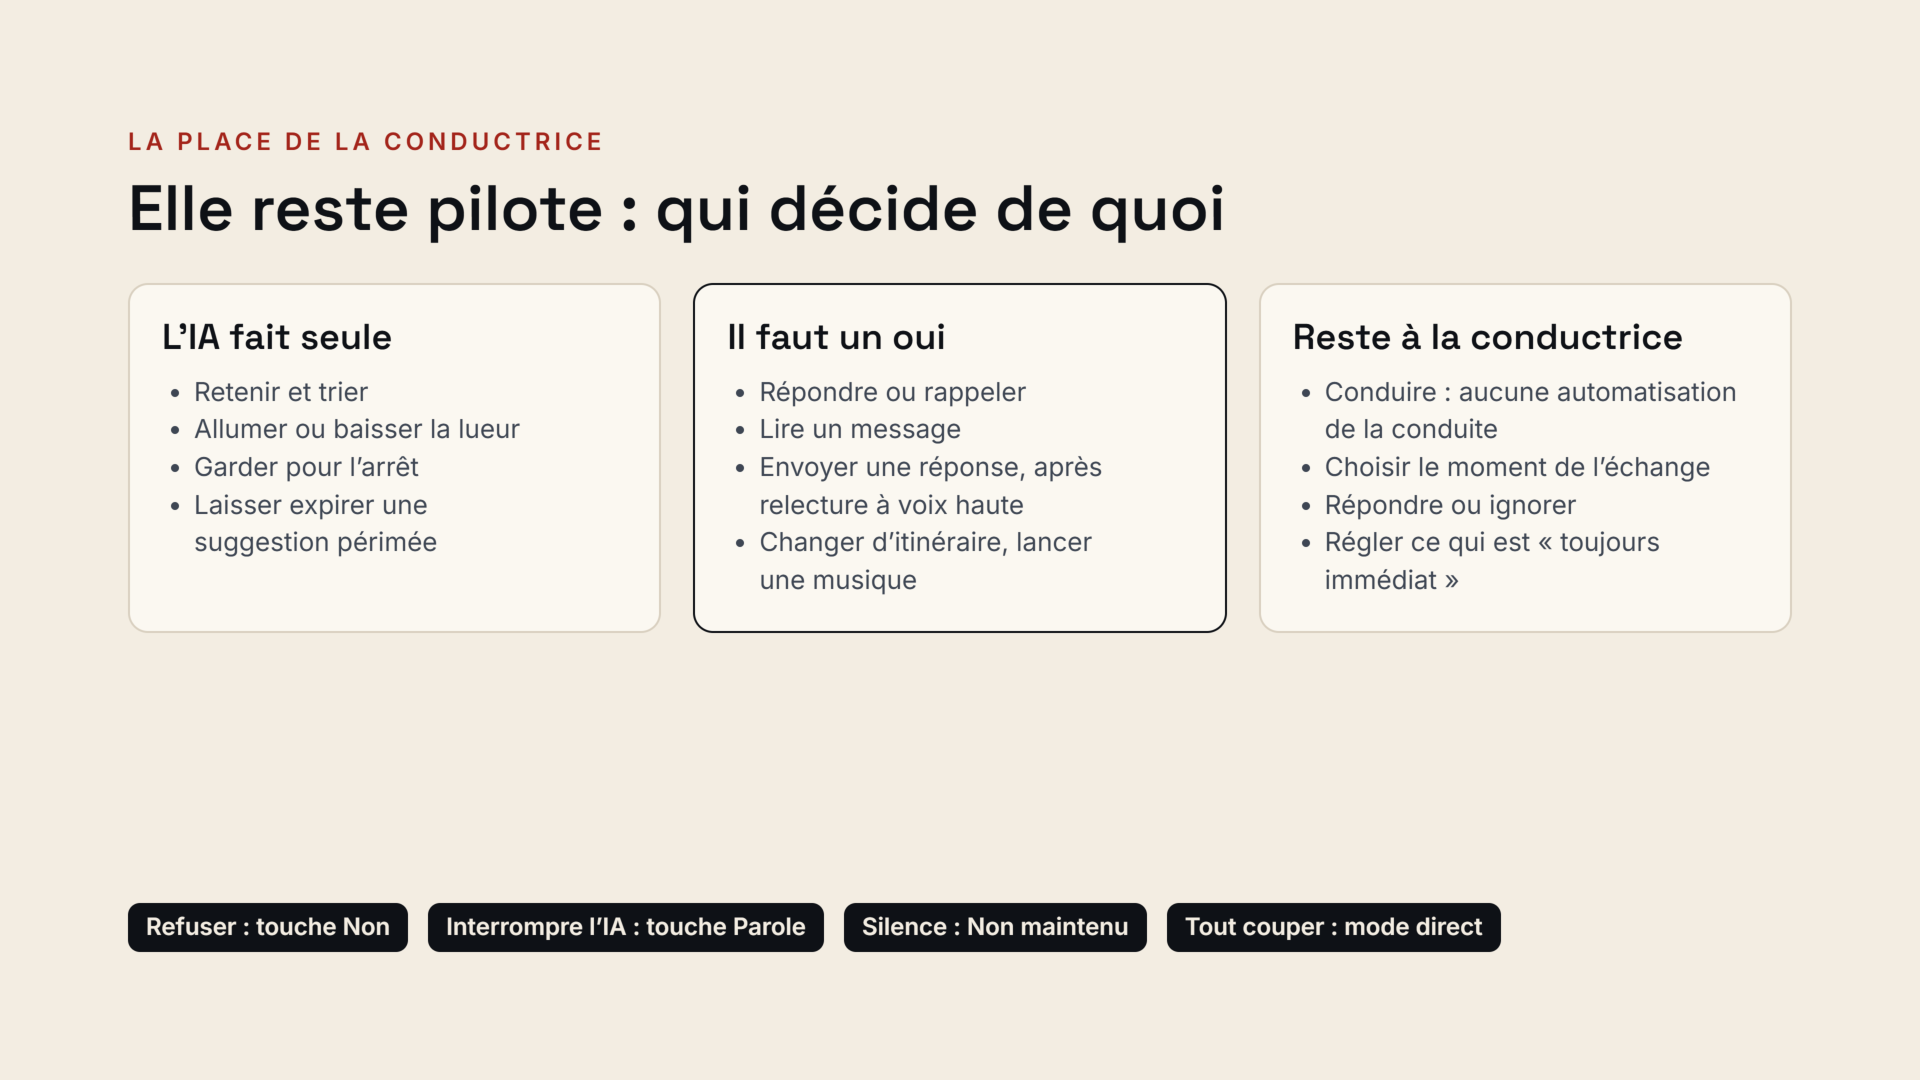 LA PLACE DE LA CONDUCTRICE
Elle reste pilote : qui décide de quoi
L’IA fait seule
• Retenir et trier
• Allumer ou baisser la lueur
• Garder pour l’arrêt
• Laisser expirer une
suggestion périmée
Il faut un oui
• Répondre ou rappeler
• Lire un message
• Envoyer une réponse, après
relecture à voix haute
• Changer d’itinéraire, lancer
une musique
Reste à la conductrice
• Conduire : aucune automatisation
de la conduite
• Choisir le moment de l’échange
• Répondre ou ignorer
• Régler ce qui est « toujours
immédiat »
Refuser : touche Non
Interrompre l’IA : touche Parole
Silence : Non maintenu
Tout couper : mode direct